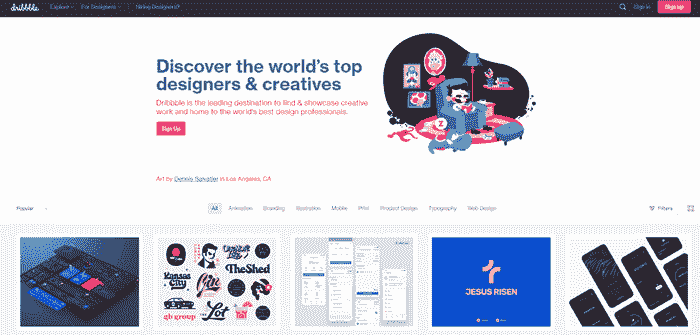 dribbble Explore For Designers Hiring Designers? Sign in Sign up
Discover the world's top
designers & creatives
Dribbble is the leading destination to find & showcase creative
work and home to the world's best design professionals.
Sign Up
Art by Dennis Salvatier in Los Angeles, CA
Popular All Animation Branding Illustration Mobile Print Product Design Typography Web Design Filters
Kansas
City
TheShed
gb group
Lot
JESUS RISEN